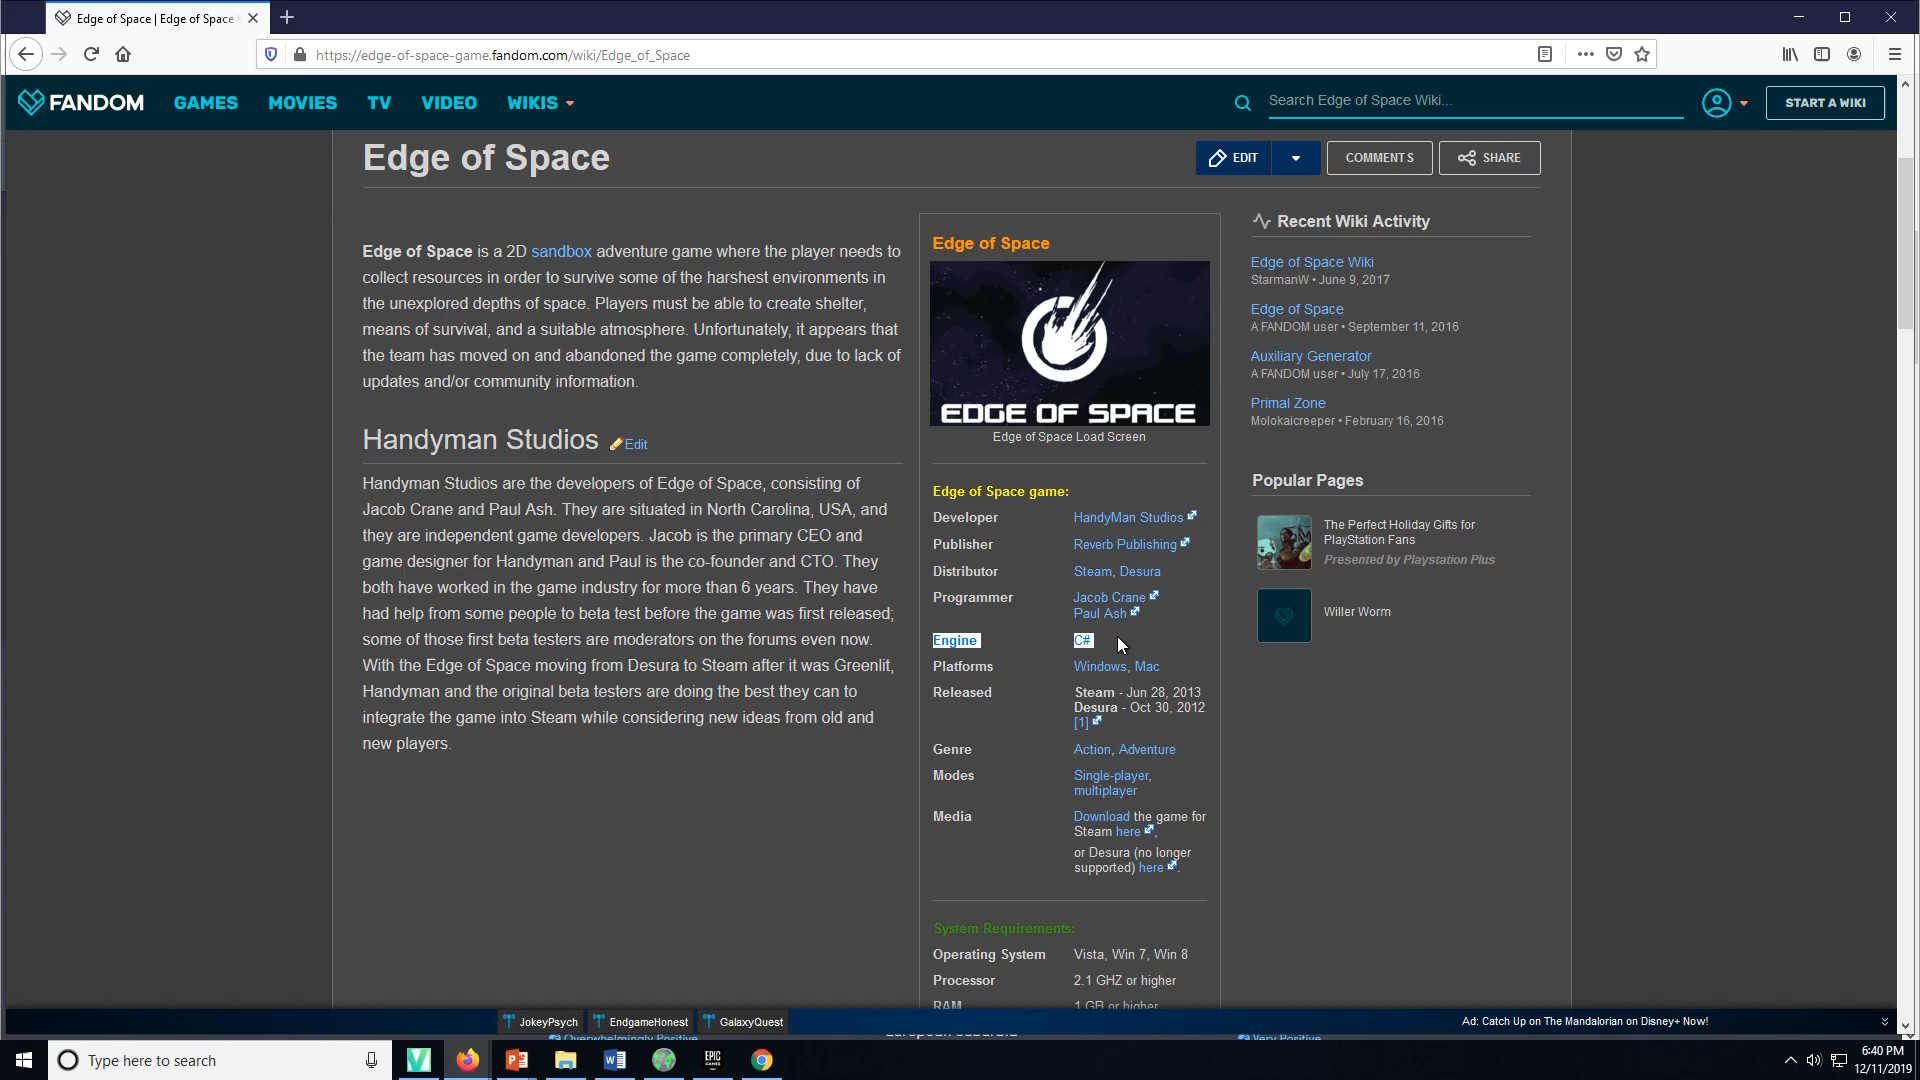 Edge of Space | Edge of Space
https://edge-of-space-game.fandom.com/wiki/Edge_of_Space
FANDOM GAMES MOVIES TV VIDEO WIKIS Search Edge of Space Wiki... START A WIKI
Edge of Space
EDIT COMMENTS SHARE
Edge of Space is a 2D sandbox adventure game where the player needs to
collect resources in order to survive some of the harshest environments in
the unexplored depths of space. Players must be able to create shelter,
means of survival, and a suitable atmosphere. Unfortunately, it appears that
the team has moved on and abandoned the game completely, due to lack of
updates and/or community information.
Handyman Studios Edit
Handyman Studios are the developers of Edge of Space, consisting of
Jacob Crane and Paul Ash. They are situated in North Carolina, USA, and
they are independent game developers. Jacob is the primary CEO and
game designer for Handyman and Paul is the co-founder and CTO. They
both have worked in the game industry for more than 6 years. They have
had help from some people to beta test before the game was first released;
some of those first beta testers are moderators on the forums even now.
With the Edge of Space moving from Desura to Steam after it was Greenlit,
Handyman and the original beta testers are doing the best they can to
integrate the game into Steam while considering new ideas from old and
new players.
Edge of Space
EDGE OF SPACE
Edge of Space Load Screen
Edge of Space game:
Developer HandyMan Studios
Publisher Reverb Publishing
Distributor Steam, Desura
Programmer Jacob Crane
Paul Ash
Engine C#
Platforms Windows, Mac
Released Steam - Jun 28, 2013
Desura - Oct 30, 2012
[1]
Genre Action, Adventure
Modes Single-player,
multiplayer
Media Download the game for
Steam here,
or Desura (no longer
supported) here.
System Requirements:
Operating System Vista, Win 7, Win 8
Processor 2.1 GHZ or higher
RAM 1 GB or higher
Recent Wiki Activity
Edge of Space Wiki
StarmanW • June 9, 2017
Edge of Space
A FANDOM user • September 11, 2016
Auxiliary Generator
A FANDOM user • July 17, 2016
Primal Zone
Molokaicreeper • February 16, 2016
Popular Pages
The Perfect Holiday Gifts for
PlayStation Fans
Presented by Playstation Plus
Willer Worm
JokeyPsych EndgameHonest GalaxyQuest Ad: Catch Up on The Mandalorian on Disney+ Now!
Overwhelmingly Positive Very Positive
Type here to search
EPIC GAMES
6:40 PM
12/11/2019